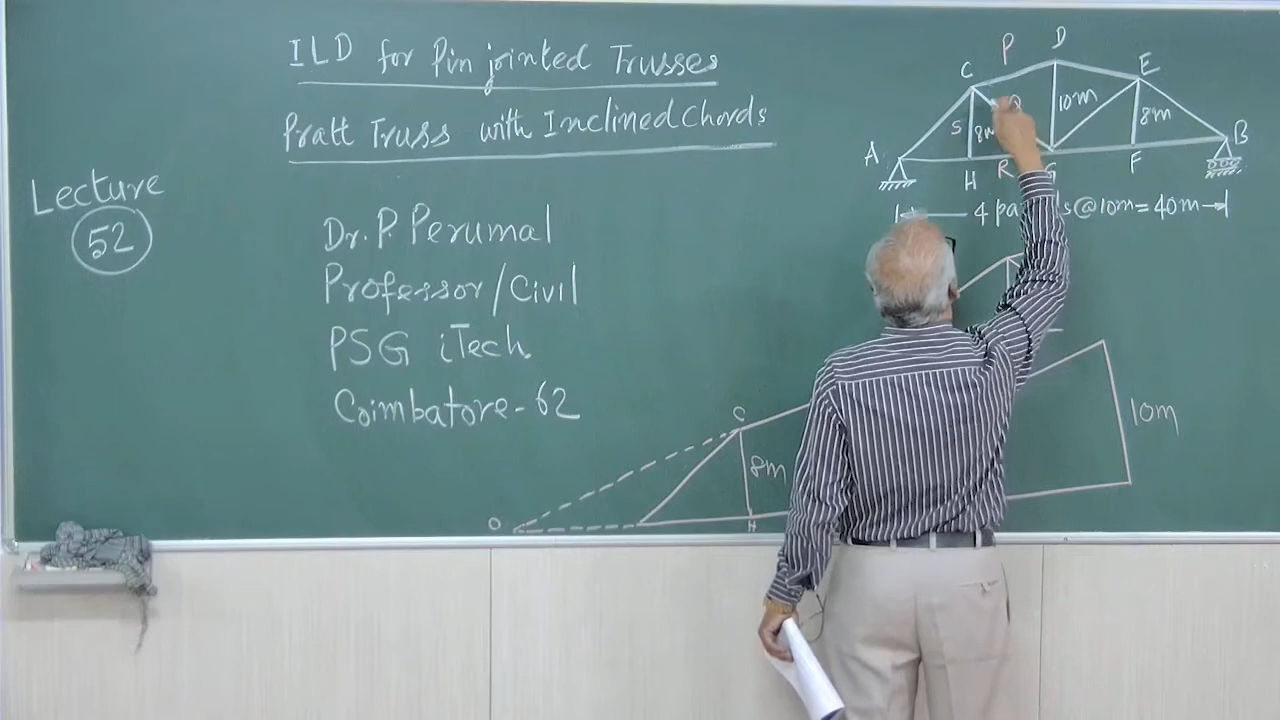 ILD for Pin jointed Trusses
Pratt Truss with Inclined Chords
Lecture
52
Dr. P. Perumal
Professor/Civil
PSG iTech
Coimbatore-62
P
D
C
E
Q
10m
S
8m
8m
A
B
H
R
G
F
4 @10m=40m
C
8m
10m
O
H